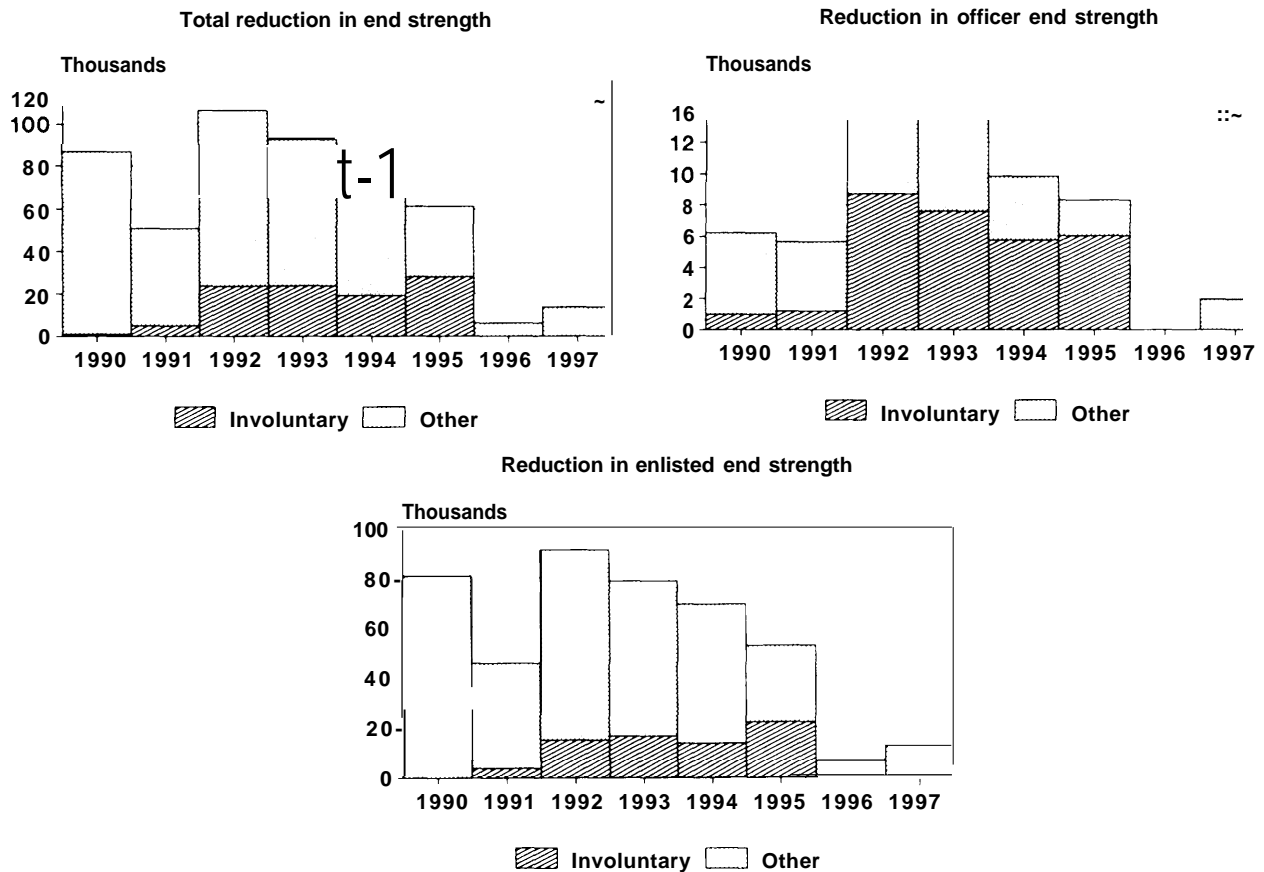 Total reduction in end strength
Thousands
120
100
80
60
40
20
0
~
t-1
1990 1991 1992 1993 1994 1995 1996 1997
Involuntary Other
Reduction in officer end strength
Thousands
16
12
10
8
6
4
2
0
::~
1990 1991 1992 1993 1994 1995 1996 1997
Involuntary Other
Reduction in enlisted end strength
Thousands
100
80-
60
40
20-
0
1990 1991 1992 1993 1994 1995 1996 1997
Involuntary Other